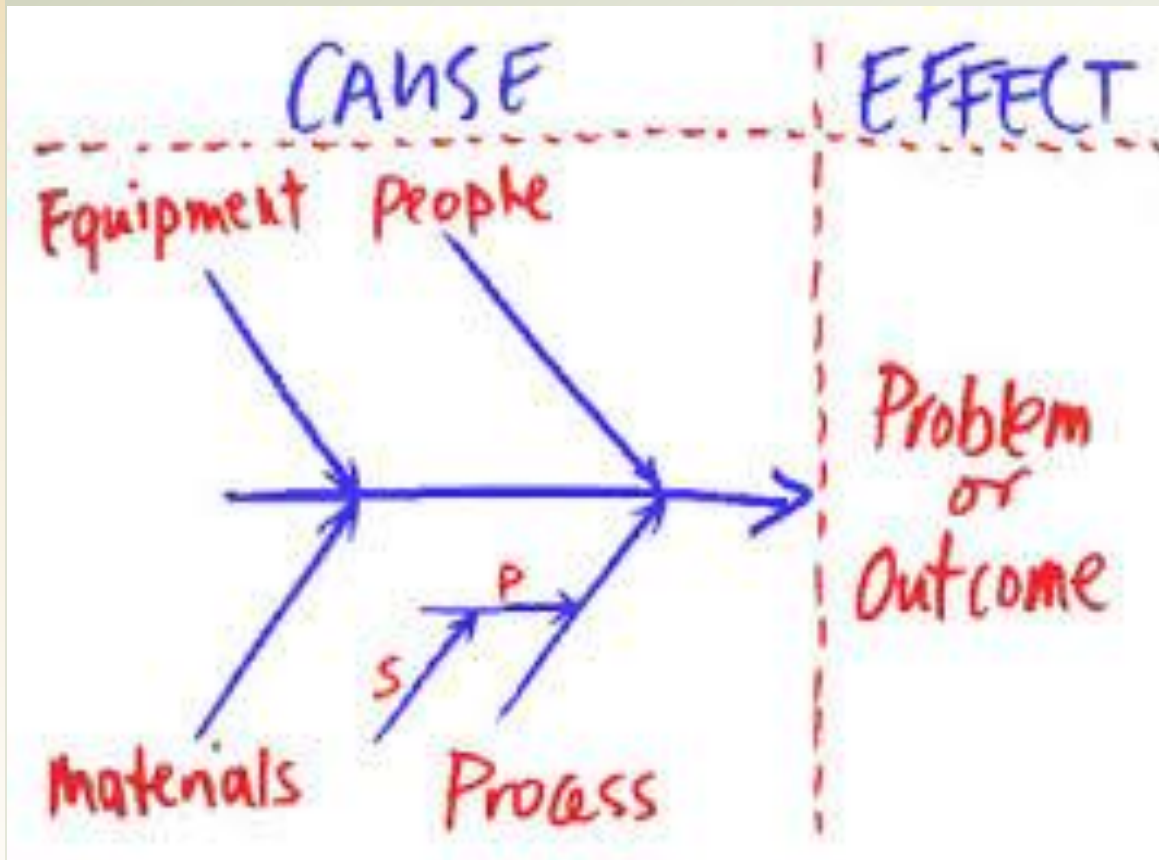 CAUSE
EFFECT
Equipment
People
Problem
or
Outcome
P
S
Materials
Process